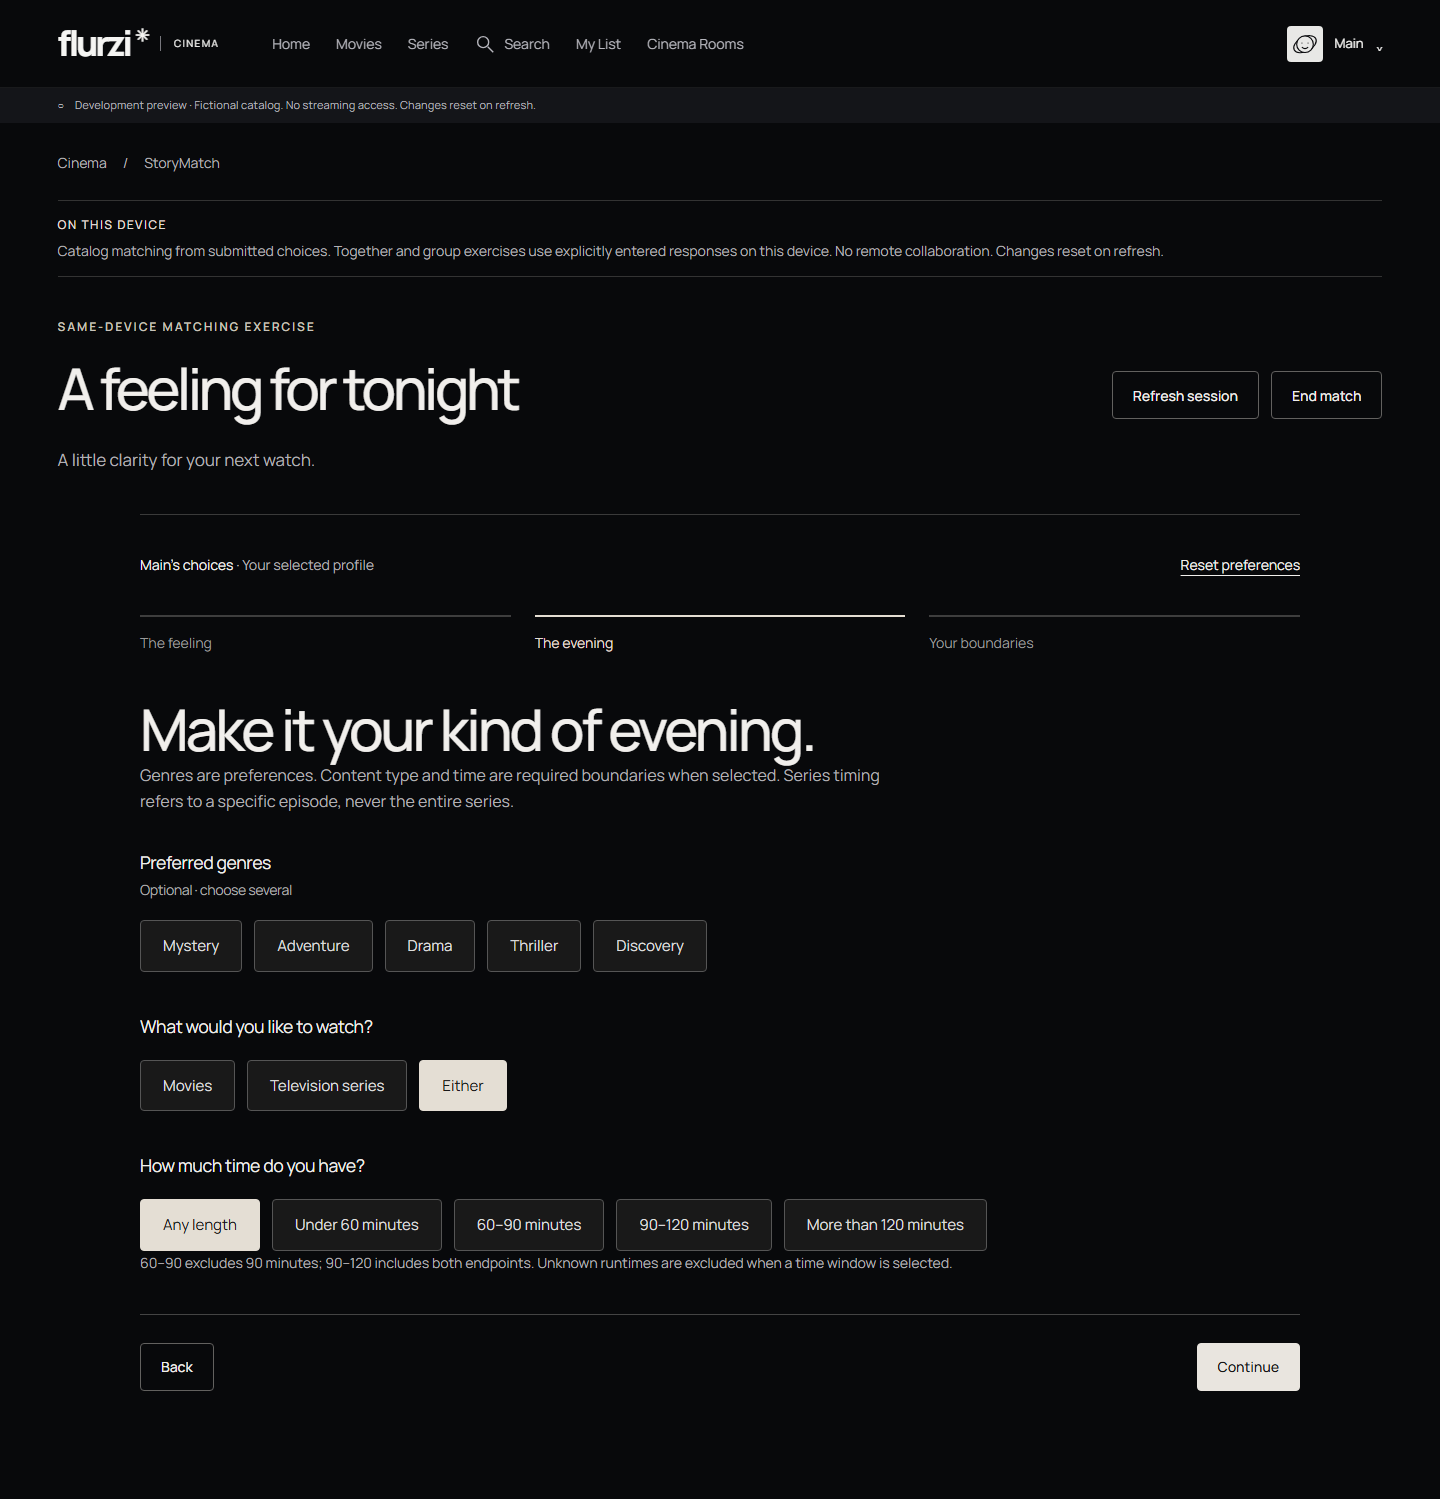 flurzi* | CINEMA
Home
Movies
Series
Search
My List
Cinema Rooms
Main
Development preview · Fictional catalog. No streaming access. Changes reset on refresh.
Cinema / StoryMatch
ON THIS DEVICE
Catalog matching from submitted choices. Together and group exercises use explicitly entered responses on this device. No remote collaboration. Changes reset on refresh.
SAME-DEVICE MATCHING EXERCISE
A feeling for tonight
Refresh session
End match
A little clarity for your next watch.
Main's choices · Your selected profile
Reset preferences
The feeling
The evening
Your boundaries
Make it your kind of evening.
Genres are preferences. Content type and time are required boundaries when selected. Series timing
refers to a specific episode, never the entire series.
Preferred genres
Optional · choose several
Mystery
Adventure
Drama
Thriller
Discovery
What would you like to watch?
Movies
Television series
Either
How much time do you have?
Any length
Under 60 minutes
60–90 minutes
90–120 minutes
More than 120 minutes
60–90 excludes 90 minutes; 90–120 includes both endpoints. Unknown runtimes are excluded when a time window is selected.
Back
Continue